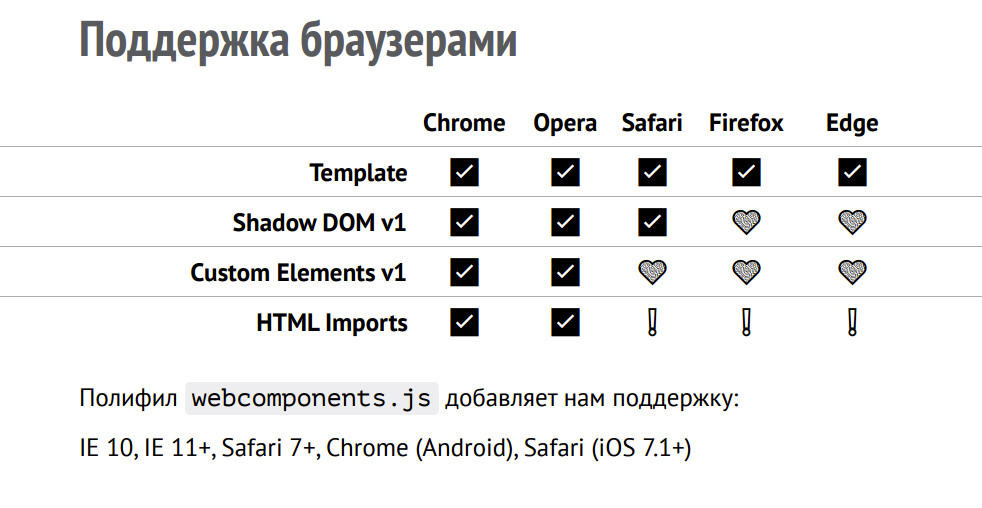 Поддержка браузерами
Chrome Opera Safari Firefox Edge
Template ✓ ✓ ✓ ✓ ✓
Shadow DOM v1 ✓ ✓ ✓
Custom Elements v1 ✓ ✓
HTML Imports ✓ ✓ ! ! !
Полифил webcomponents.js добавляет нам поддержку:
IE 10, IE 11+, Safari 7+, Chrome (Android), Safari (iOS 7.1+)